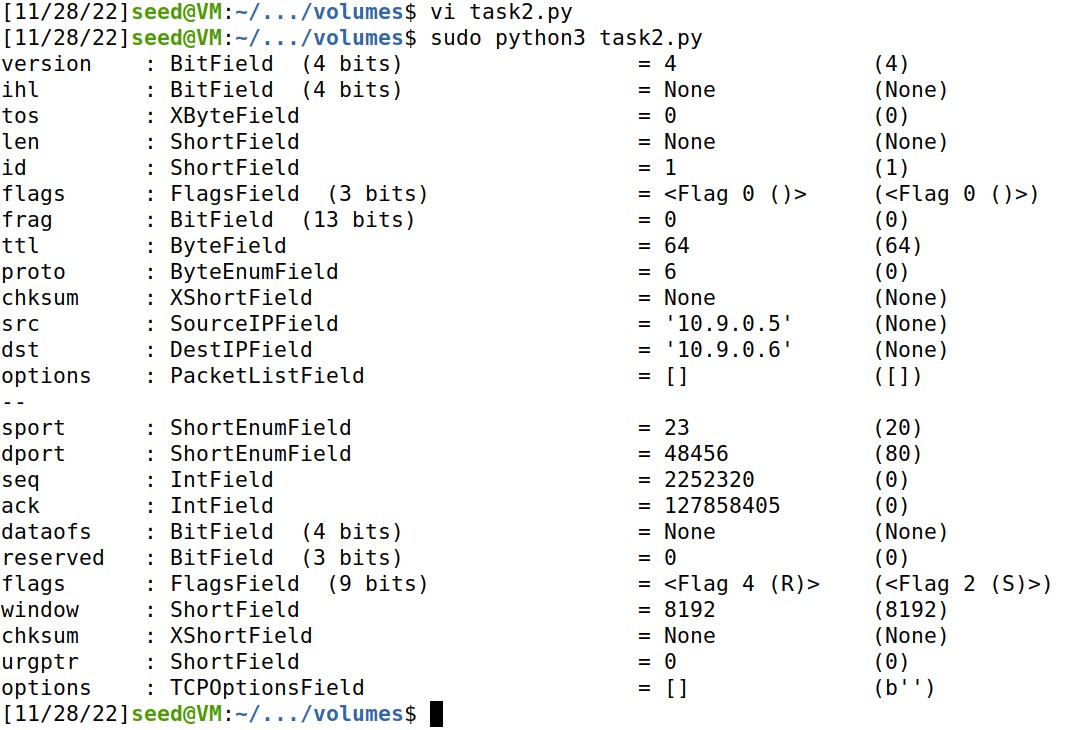 [11/28/22]seed@VM:~/.../volumes$ vi task2.py
[11/28/22]seed@VM:~/.../volumes$ sudo python3 task2.py
version    : BitField  (4 bits)                  = 4               (4)
ihl        : BitField  (4 bits)                  = None            (None)
tos        : XByteField                          = 0               (0)
len        : ShortField                          = None            (None)
id         : ShortField                          = 1               (1)
flags      : FlagsField  (3 bits)                = <Flag 0 ()>     (<Flag 0 ()>)
frag       : BitField  (13 bits)                 = 0               (0)
ttl        : ByteField                           = 64              (64)
proto      : ByteEnumField                       = 6               (0)
chksum     : XShortField                         = None            (None)
src        : SourceIPField                       = '10.9.0.5'      (None)
dst        : DestIPField                         = '10.9.0.6'      (None)
options    : PacketListField                     = []              ([])
--
sport      : ShortEnumField                      = 23              (20)
dport      : ShortEnumField                      = 48456           (80)
seq        : IntField                            = 2252320         (0)
ack        : IntField                            = 127858405       (0)
dataofs    : BitField  (4 bits)                  = None            (None)
reserved   : BitField  (3 bits)                  = 0               (0)
flags      : FlagsField  (9 bits)                = <Flag 4 (R)>    (<Flag 2 (S)>)
window     : ShortField                          = 8192            (8192)
chksum     : XShortField                         = None            (None)
urgptr     : ShortField                          = 0               (0)
options    : TCPOptionsField                     = []              (b'')
[11/28/22]seed@VM:~/.../volumes$